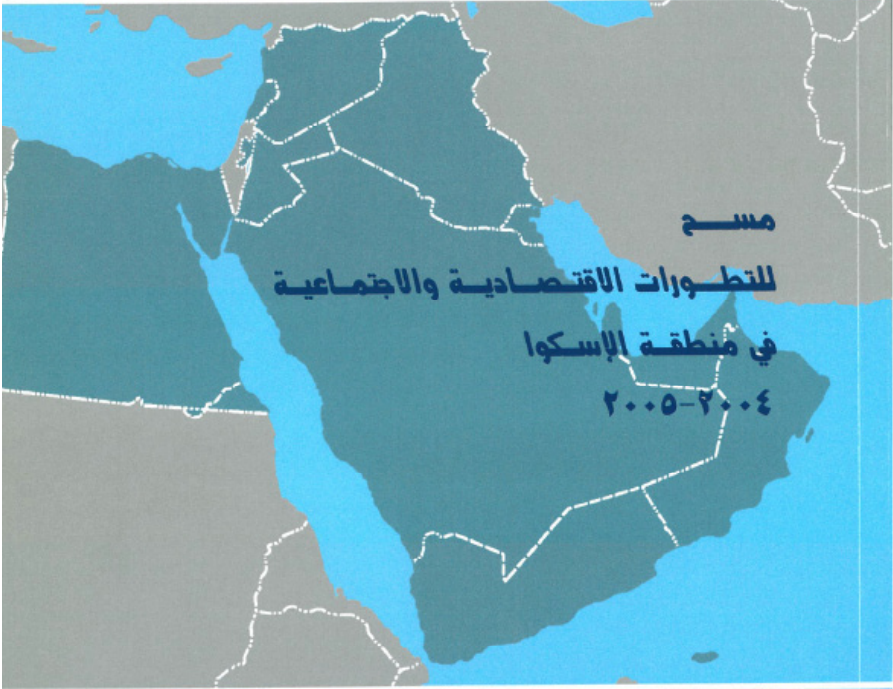 مسح
للتطورات الاقتصادية والاجتماعية
في منطقة الإسكوا
٢٠٠٤-٢٠٠٥